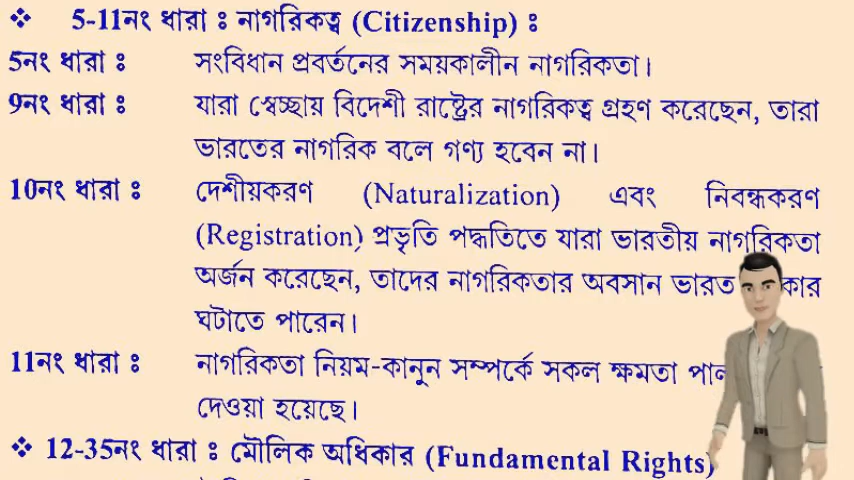 ❖ 5-11নং ধারা ঃ নাগরিকত্ব (Citizenship) ঃ
5নং ধারা ঃ সংবিধান প্রবর্তনের সময়কালীন নাগরিকতা।
9নং ধারা ঃ যারা স্বেচ্ছায় বিদেশী রাষ্ট্রের নাগরিকত্ব গ্রহণ করেছেন, তারা
ভারতের নাগরিক বলে গণ্য হবেন না।
10নং ধারা ঃ দেশীয়করণ (Naturalization) এবং নিবন্ধকরণ
(Registration) প্রভৃতি পদ্ধতিতে যারা ভারতীয় নাগরিকতা
অর্জন করেছেন, তাদের নাগরিকতার অবসান ভারত
ঘটাতে পারেন।
11নং ধারা ঃ নাগরিকতা নিয়ম-কানুন সম্পর্কে সকল ক্ষমতা
দেওয়া হয়েছে।
❖ 12-35নং ধারা ঃ মৌলিক অধিকার (Fundamental Rights)